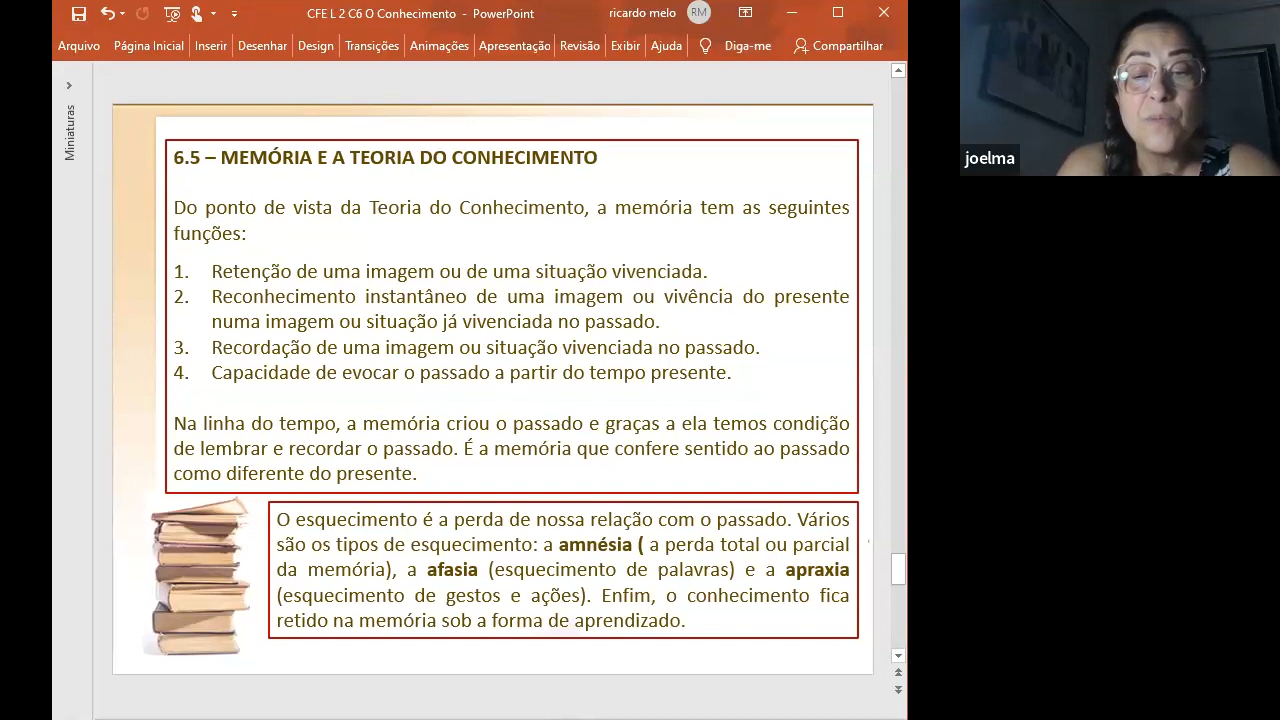 CFE L 2 C6 O Conhecimento - PowerPoint
ricardo melo RM
Arquivo Página Inicial Inserir Desenhar Design Transições Animações Apresentação Revisão Exibir Ajuda Diga-me Compartilhar
Miniaturas
6.5 – MEMÓRIA E A TEORIA DO CONHECIMENTO
Do ponto de vista da Teoria do Conhecimento, a memória tem as seguintes
funções:
1. Retenção de uma imagem ou de uma situação vivenciada.
2. Reconhecimento instantâneo de uma imagem ou vivência do presente
numa imagem ou situação já vivenciada no passado.
3. Recordação de uma imagem ou situação vivenciada no passado.
4. Capacidade de evocar o passado a partir do tempo presente.
Na linha do tempo, a memória criou o passado e graças a ela temos condição
de lembrar e recordar o passado. É a memória que confere sentido ao passado
como diferente do presente.
O esquecimento é a perda de nossa relação com o passado. Vários
são os tipos de esquecimento: a amnésia ( a perda total ou parcial
da memória), a afasia (esquecimento de palavras) e a apraxia
(esquecimento de gestos e ações). Enfim, o conhecimento fica
retido na memória sob a forma de aprendizado.
joelma